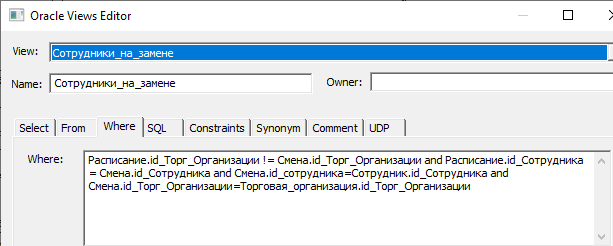 Oracle Views Editor
View: Сотрудники_на_замене
Name: Сотрудники_на_замене Owner:
Select From Where SQL Constraints Synonym Comment UDP
Where: Расписание.id_Торг_Организации != Смена.id_Торг_Организации and Расписание.id_Сотрудника
= Смена.id_Сотрудника and Смена.id_сотрудника=Сотрудник.id_Сотрудника and
Смена.id_Торг_Организации=Торговая_организация.id_Торг_Организации